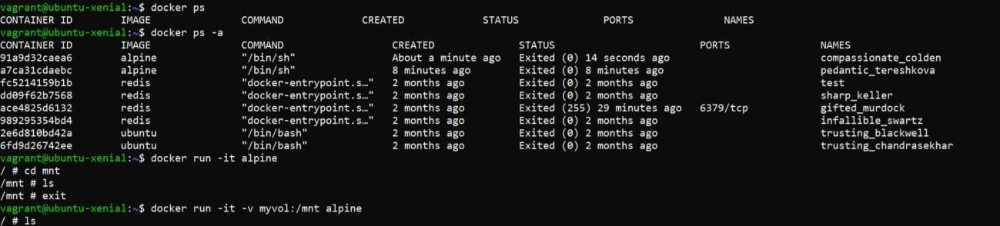 vagrant@ubuntu-xenial:~$ docker ps
CONTAINER ID        IMAGE               COMMAND             CREATED             STATUS              PORTS               NAMES
vagrant@ubuntu-xenial:~$ docker ps -a
CONTAINER ID        IMAGE               COMMAND                  CREATED              STATUS                        PORTS               NAMES
91a9d32caea6        alpine              "/bin/sh"                About a minute ago   Exited (0) 14 seconds ago                         compassionate_colden
a7ca31cdaebc        alpine              "/bin/sh"                8 minutes ago        Exited (0) 8 minutes ago                          pedantic_tereshkova
fc5214159b1b        redis               "docker-entrypoint.s…"   2 months ago         Exited (0) 2 months ago                           test
dd09f62b7568        redis               "docker-entrypoint.s…"   2 months ago         Exited (0) 2 months ago                           sharp_keller
ace4825d6132        redis               "docker-entrypoint.s…"   2 months ago         Exited (255) 29 minutes ago   6379/tcp            gifted_murdock
989295354bd4        redis               "docker-entrypoint.s…"   2 months ago         Exited (0) 2 months ago                           infallible_swartz
2e6d810bd42a        ubuntu              "/bin/bash"              2 months ago         Exited (0) 2 months ago                           trusting_blackwell
6fd9d26742ee        ubuntu              "/bin/bash"              2 months ago         Exited (0) 2 months ago                           trusting_chandrasekhar
vagrant@ubuntu-xenial:~$ docker run -it alpine
/ # cd mnt
/mnt # ls
/mnt # exit
vagrant@ubuntu-xenial:~$ docker run -it -v myvol:/mnt alpine
/ # ls